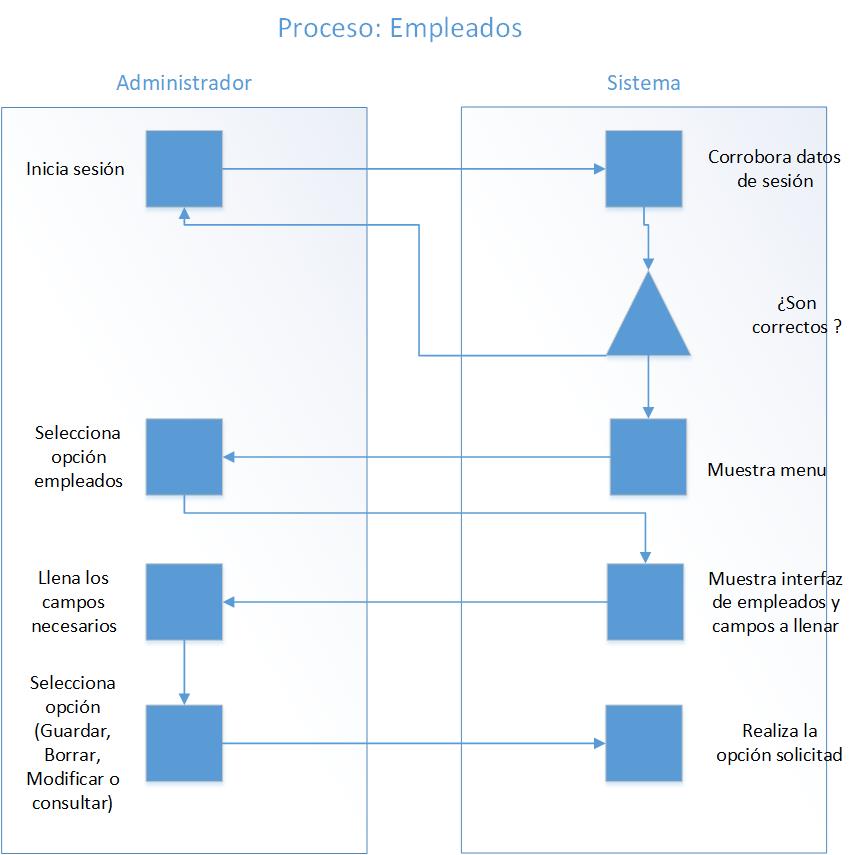 Proceso: Empleados
Administrador
Sistema
Inicia sesión
Corrobora datos
de sesión
¿Son
correctos ?
Selecciona
opción
empleados
Muestra menu
Llena los
campos
necesarios
Muestra interfaz
de empleados y
campos a llenar
Selecciona
opción
(Guardar,
Borrar,
Modificar o
consultar)
Realiza la
opción solicitad